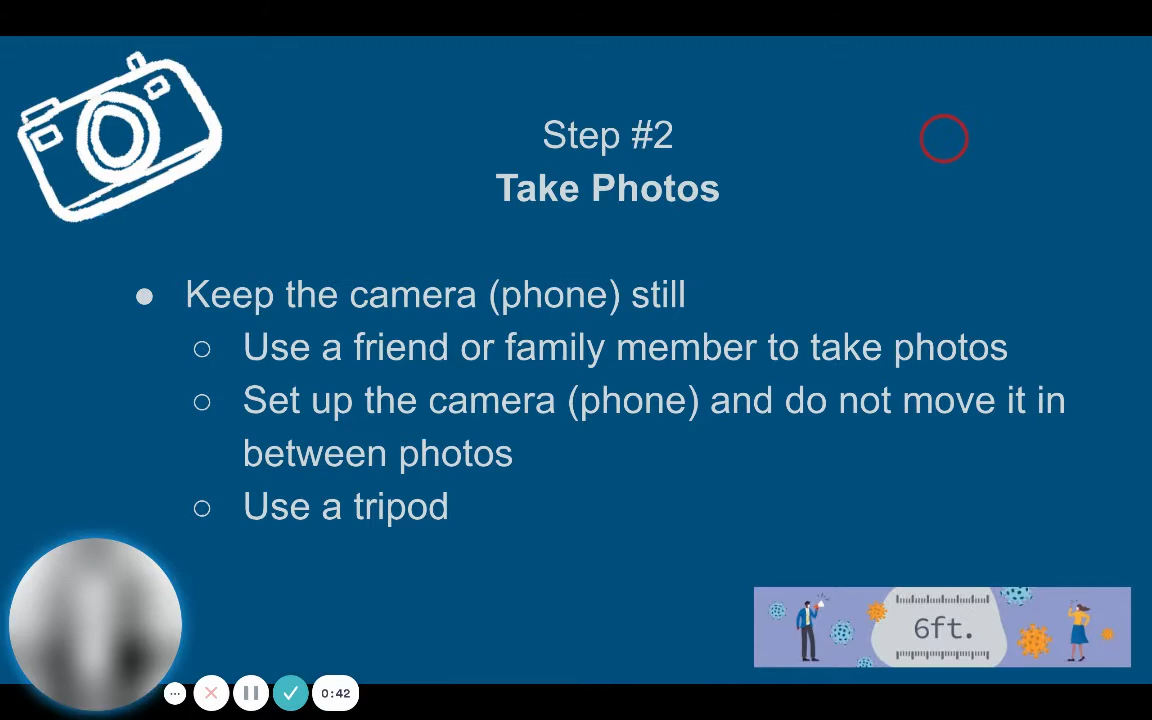 Step #2
Take Photos
● Keep the camera (phone) still
○ Use a friend or family member to take photos
○ Set up the camera (phone) and do not move it in
between photos
○ Use a tripod
6ft.
0:42